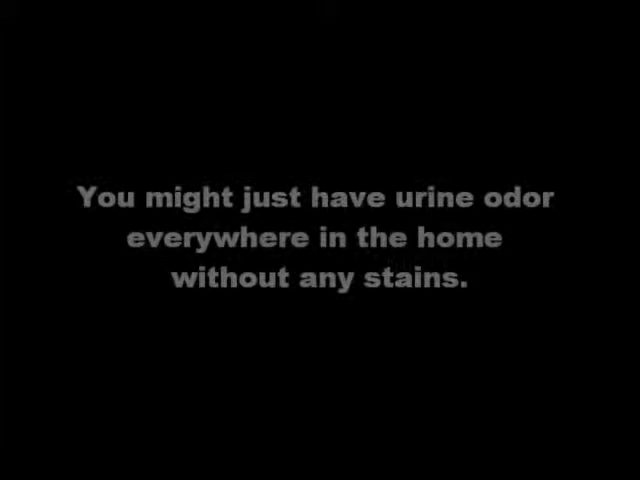 You might just have urine odor
everywhere in the home
without any stains.